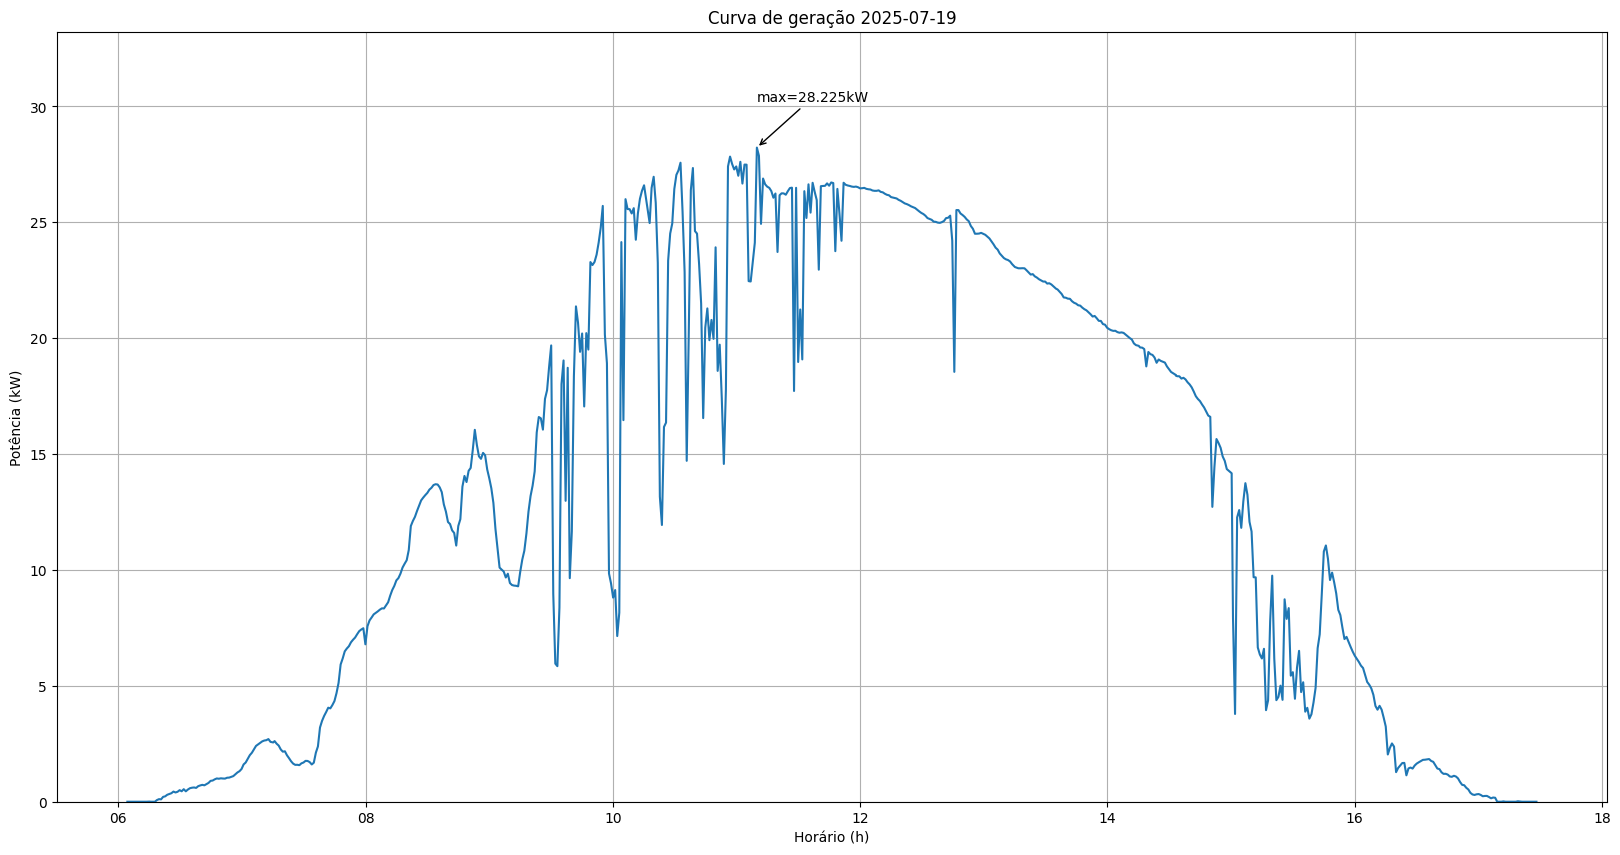 Curva de geração 2025-07-19
max=28.225kW
30
25
20
15
10
5
0
Potência (kW)
06 08 10 12 14 16 18
Horário (h)